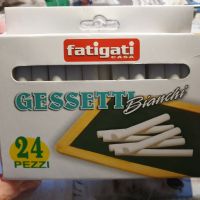 fatigati
CASA
GESSETTI
Bianchi
24
PEZZI